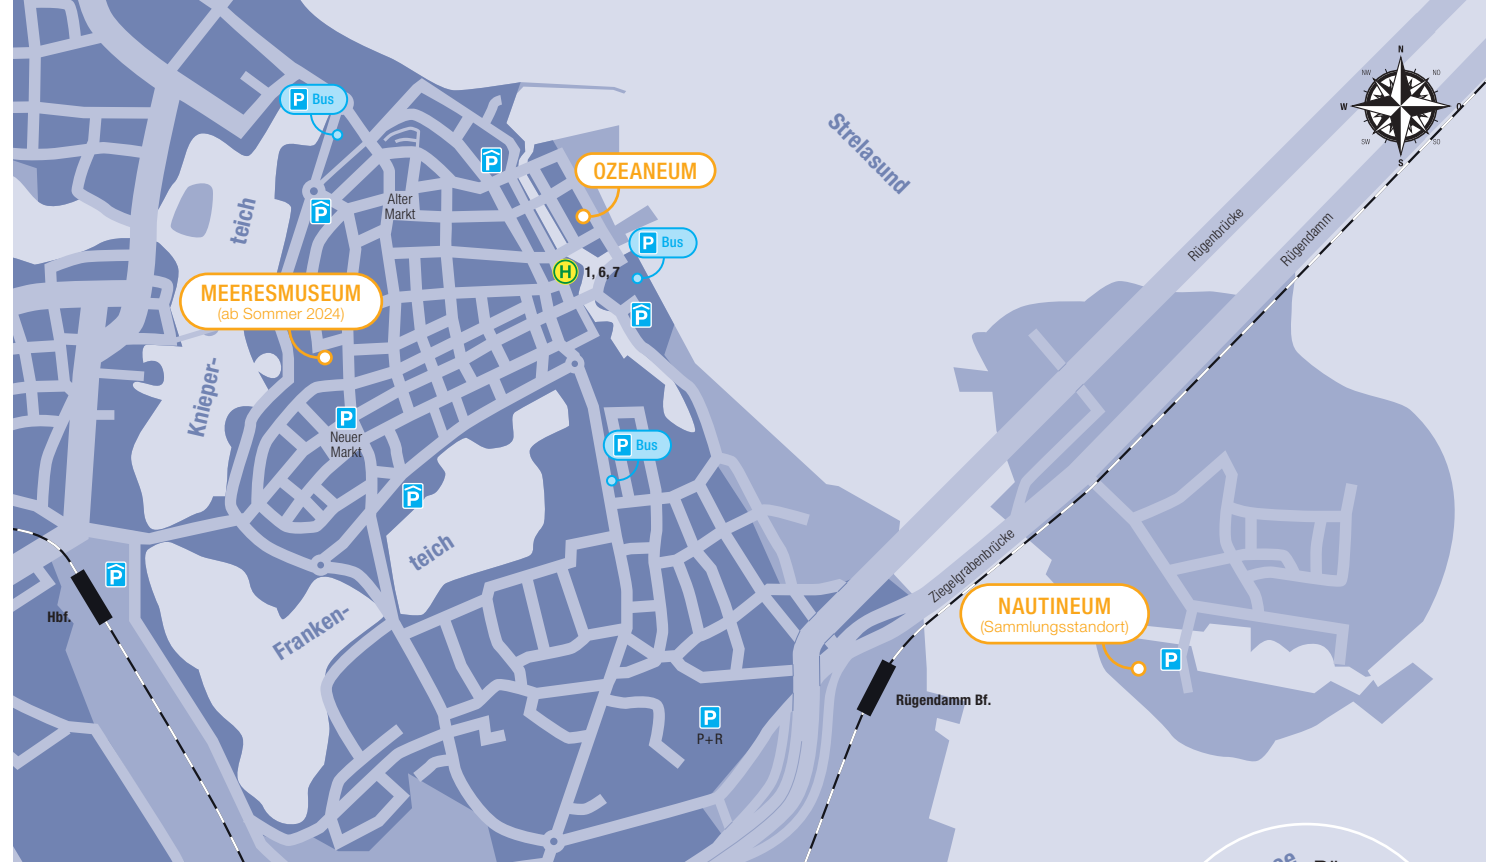 N
NW
NO
W
O
SW
SO
S
P Bus
Strelasund
P
OZEANEUM
Alter
Markt
P
teich
Rügenbrücke
Rügendamm
P Bus
H 1, 6, 7
MEERESMUSEUM
(ab Sommer 2024)
P
Knieper-
P
Neuer
Markt
P Bus
P
teich
Ziegelgrabenbrücke
P
Hbf.
Franken-
NAUTINEUM
(Sammlungsstandort)
P
Rügendamm Bf.
P
P+R